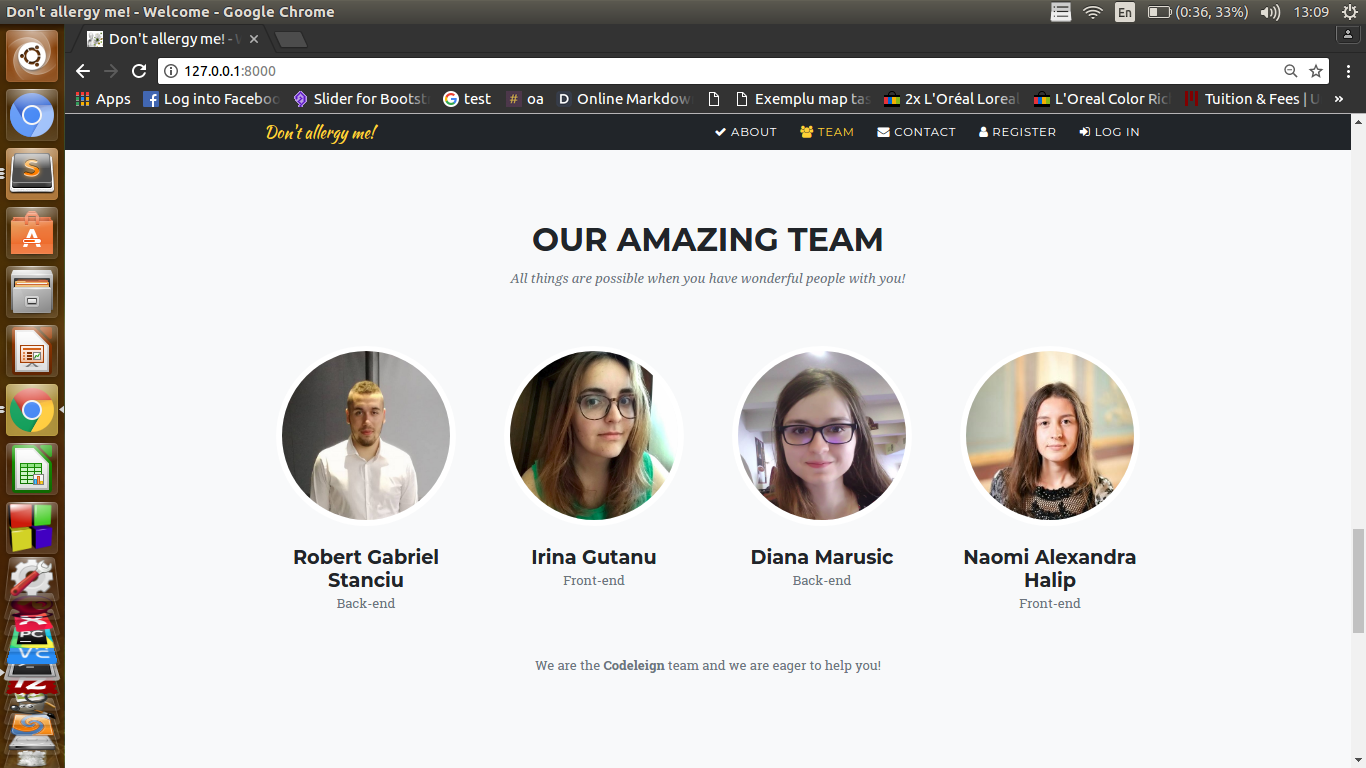 Don't allergy me! - Welcome - Google Chrome
En
(0:36, 33%)
13:09
Don't allergy me! -
127.0.0.1:8000
Apps
Log into Faceboo
Slider for Bootst
G test
# oa
D Online Markdow
Exemplu map tas
2x L'Oréal Loreal
L'Oreal Color Ric
Tuition & Fees | U
»
Don't allergy me!
ABOUT
TEAM
CONTACT
REGISTER
LOG IN
OUR AMAZING TEAM
All things are possible when you have wonderful people with you!
Robert Gabriel
Stanciu
Back-end
Irina Gutanu
Front-end
Diana Marusic
Back-end
Naomi Alexandra
Halip
Front-end
We are the Codeleign team and we are eager to help you!
PC